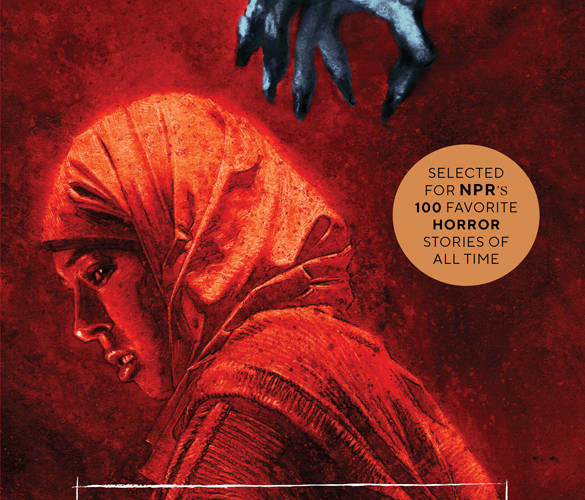 SELECTED
FOR NPR's
100 FAVORITE
HORROR
STORIES OF
ALL TIME